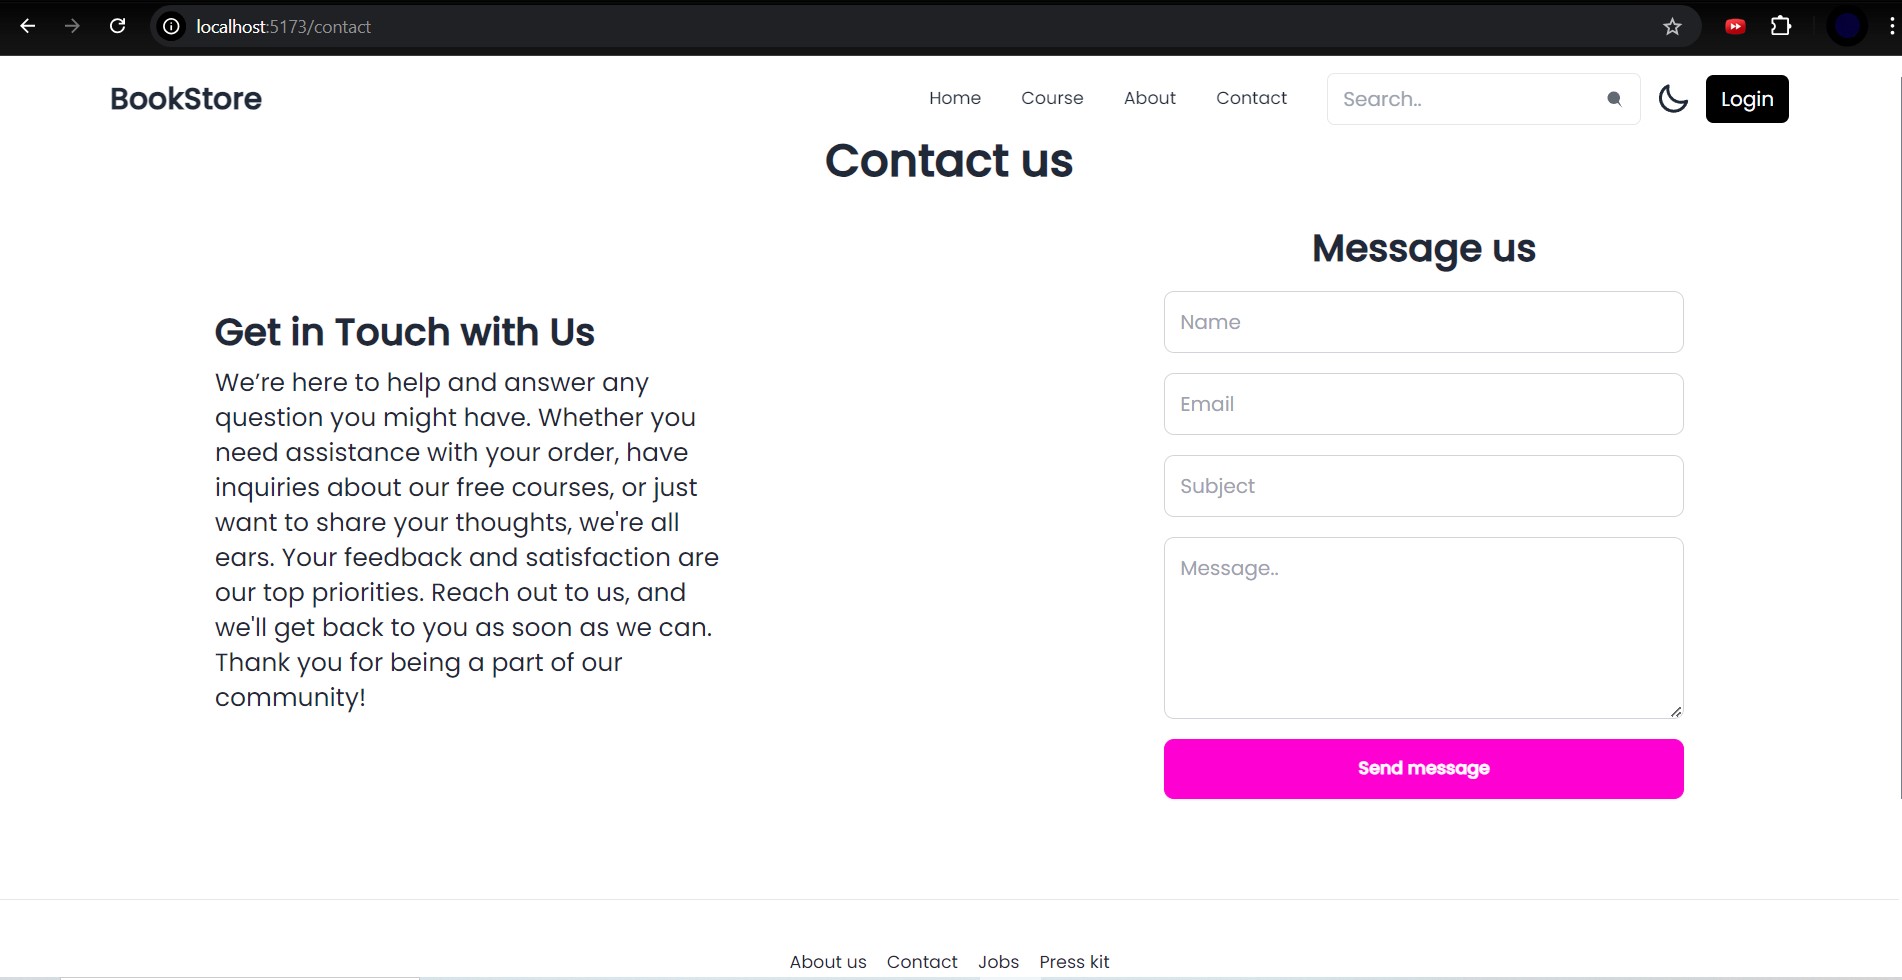 localhost:5173/contact
BookStore
Home
Course
About
Contact
Search..
Login
Contact us
Get in Touch with Us
We’re here to help and answer any
question you might have. Whether you
need assistance with your order, have
inquiries about our free courses, or just
want to share your thoughts, we're all
ears. Your feedback and satisfaction are
our top priorities. Reach out to us, and
we'll get back to you as soon as we can.
Thank you for being a part of our
community!
Message us
Name
Email
Subject
Message..
Send message
About us
Contact
Jobs
Press kit